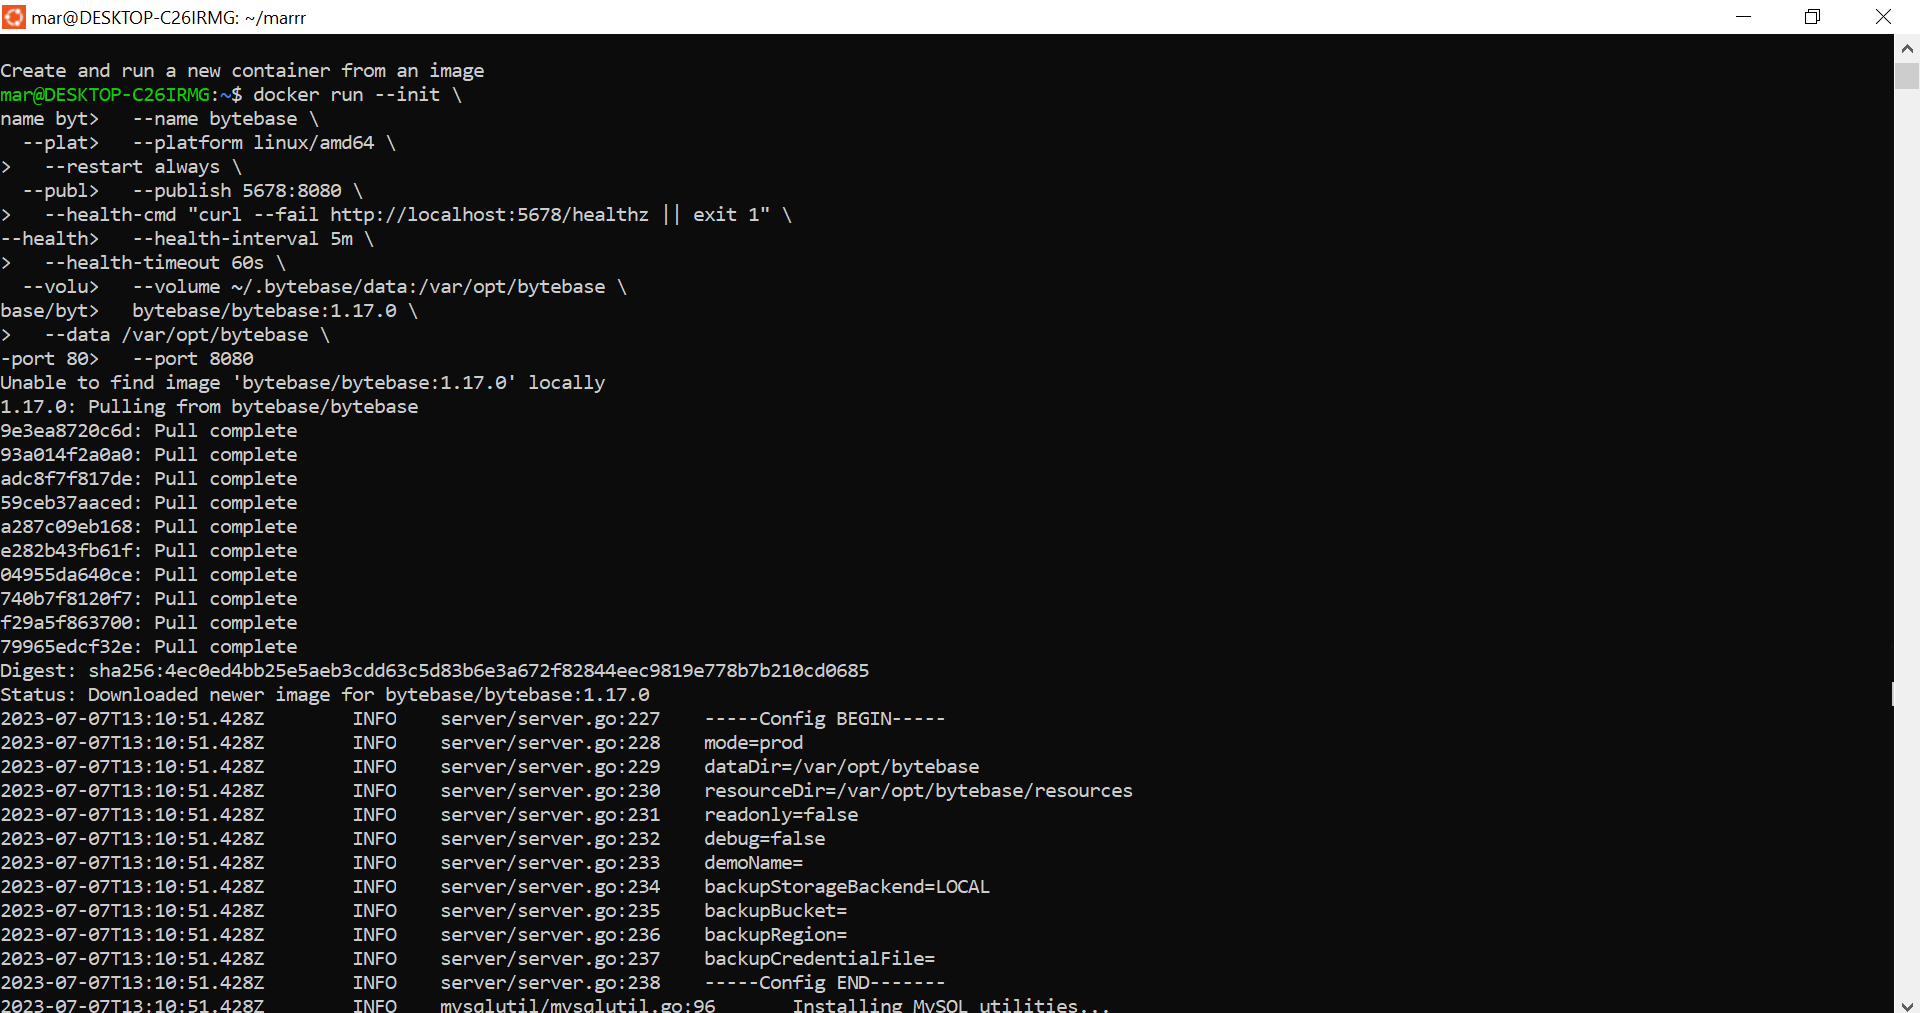 mar@DESKTOP-C26IRMG: ~/marrr
Create and run a new container from an image
mar@DESKTOP-C26IRMG:~$ docker run --init \
name byt>   --name bytebase \
  --plat>   --platform linux/amd64 \
>   --restart always \
  --publ>   --publish 5678:8080 \
>   --health-cmd "curl --fail http://localhost:5678/healthz || exit 1" \
--health>   --health-interval 5m \
>   --health-timeout 60s \
  --volu>   --volume ~/.bytebase/data:/var/opt/bytebase \
base/byt>   bytebase/bytebase:1.17.0 \
>   --data /var/opt/bytebase \
-port 80>   --port 8080
Unable to find image 'bytebase/bytebase:1.17.0' locally
1.17.0: Pulling from bytebase/bytebase
9e3ea8720c6d: Pull complete
93a014f2a0a0: Pull complete
adc8f7f817de: Pull complete
59ceb37aaced: Pull complete
a287c09eb168: Pull complete
e282b43fb61f: Pull complete
04955da640ce: Pull complete
740b7f8120f7: Pull complete
f29a5f863700: Pull complete
79965edcf32e: Pull complete
Digest: sha256:4ec0ed4bb25e5aeb3cdd63c5d83b6e3a672f82844eec9819e778b7b210cd0685
Status: Downloaded newer image for bytebase/bytebase:1.17.0
2023-07-07T13:10:51.428Z        INFO    server/server.go:227    -----Config BEGIN-----
2023-07-07T13:10:51.428Z        INFO    server/server.go:228    mode=prod
2023-07-07T13:10:51.428Z        INFO    server/server.go:229    dataDir=/var/opt/bytebase
2023-07-07T13:10:51.428Z        INFO    server/server.go:230    resourceDir=/var/opt/bytebase/resources
2023-07-07T13:10:51.428Z        INFO    server/server.go:231    readonly=false
2023-07-07T13:10:51.428Z        INFO    server/server.go:232    debug=false
2023-07-07T13:10:51.428Z        INFO    server/server.go:233    demoName=
2023-07-07T13:10:51.428Z        INFO    server/server.go:234    backupStorageBackend=LOCAL
2023-07-07T13:10:51.428Z        INFO    server/server.go:235    backupBucket=
2023-07-07T13:10:51.428Z        INFO    server/server.go:236    backupRegion=
2023-07-07T13:10:51.428Z        INFO    server/server.go:237    backupCredentialFile=
2023-07-07T13:10:51.428Z        INFO    server/server.go:238    -----Config END-------
2023-07-07T13:10:51.428Z        INFO    mysqlutil/mysqlutil.go:96       Installing MySQL utilities...